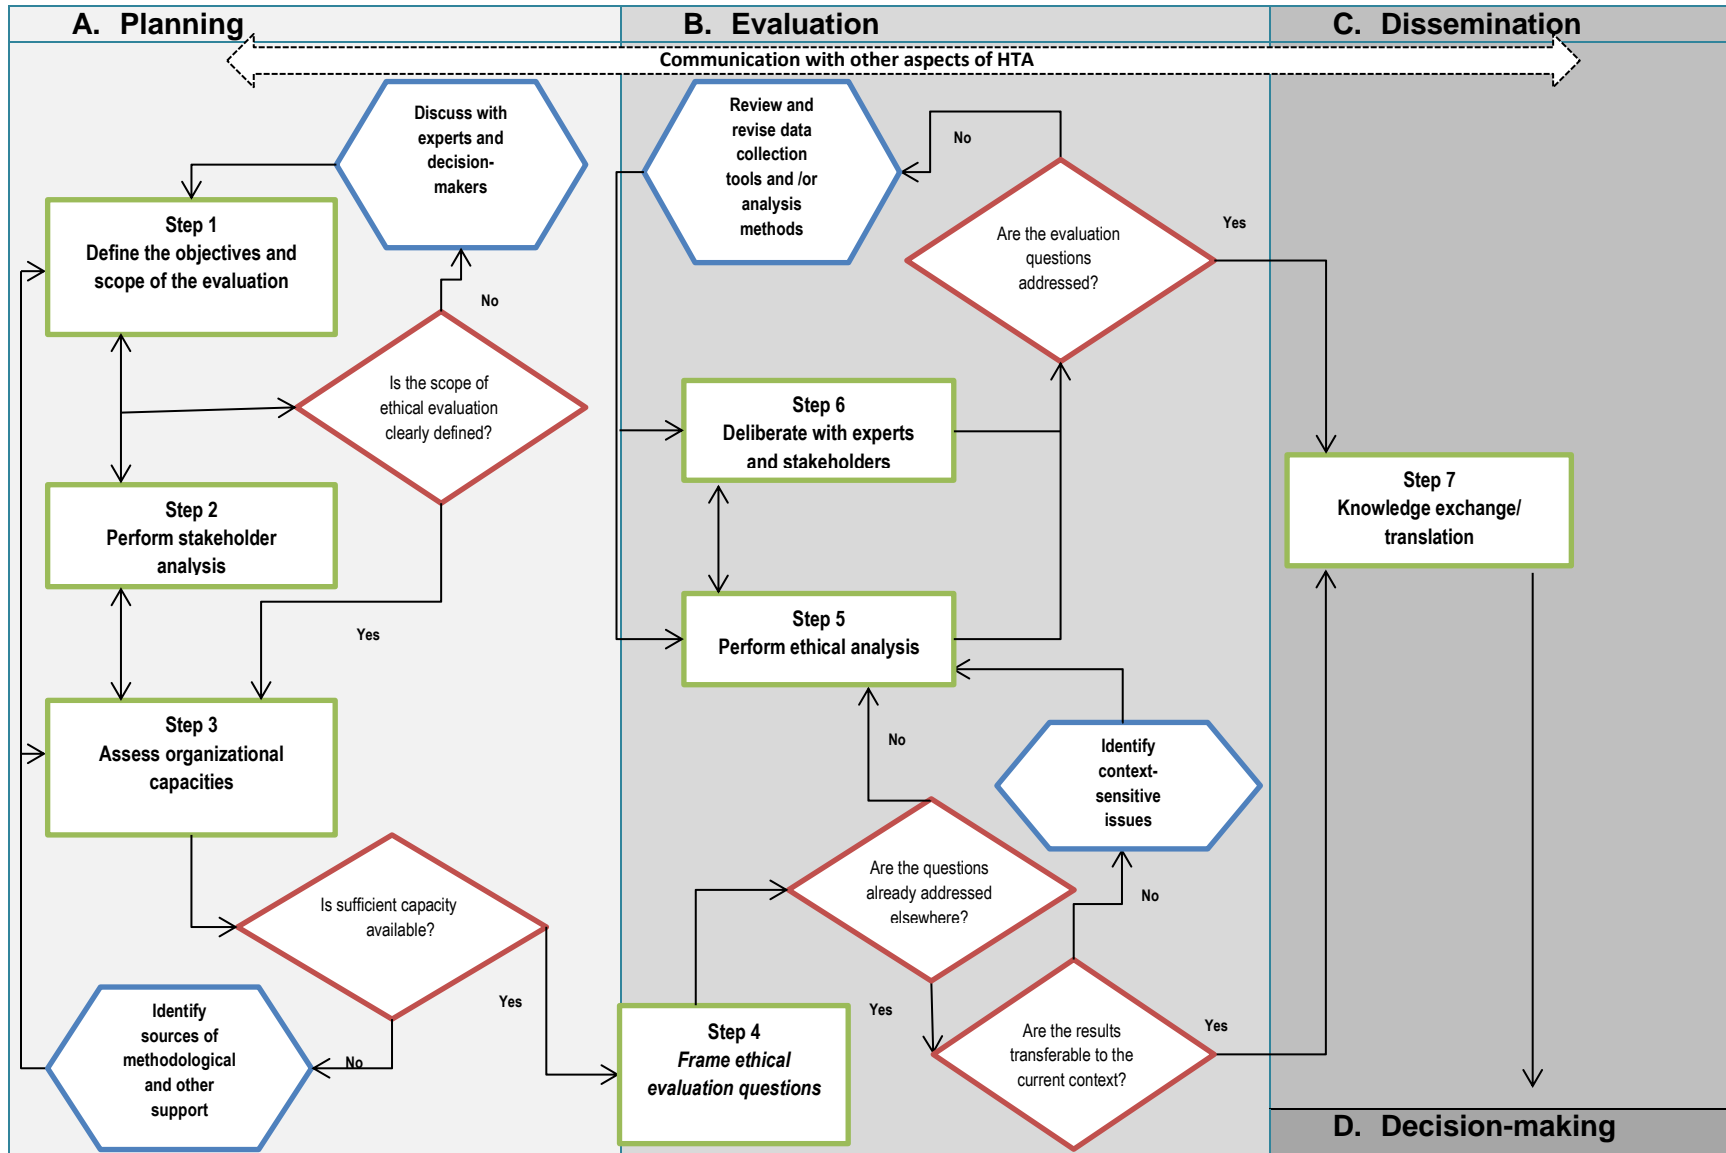 A. Planning
B. Evaluation
C. Dissemination
Communication with other aspects of HTA
Discuss with
experts and
decision-
makers
Step 1
Define the objectives and
scope of the evaluation
No
Is the scope of
ethical evaluation
clearly defined?
Step 2
Perform stakeholder
analysis
Yes
Step 3
Assess organizational
capacities
Is sufficient capacity
available?
Yes
No
Identify
sources of
methodological
and other
support
Review and
revise data
collection
tools and /or
analysis
methods
No
Are the evaluation
questions
addressed?
Yes
Step 6
Deliberate with experts
and stakeholders
Step 5
Perform ethical analysis
No
Identify
context-
sensitive
issues
Are the questions
already addressed
elsewhere?
No
Yes
Step 4
Frame ethical
evaluation questions
Are the results
transferable to the
current context?
Yes
Step 7
Knowledge exchange/
translation
D. Decision-making